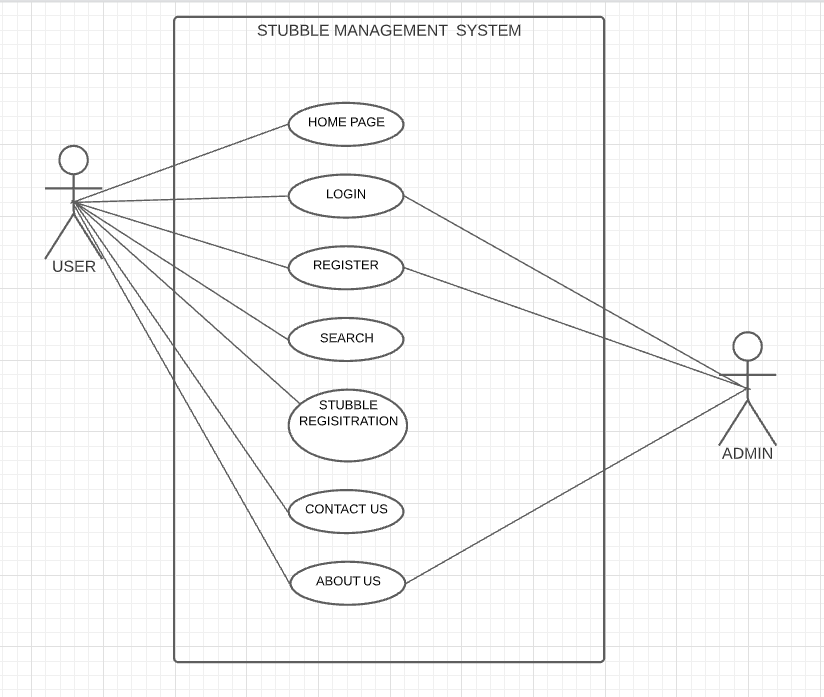 STUBBLE MANAGEMENT SYSTEM
HOME PAGE
LOGIN
REGISTER
SEARCH
STUBBLE
REGISITRATION
CONTACT US
ABOUT US
USER
ADMIN